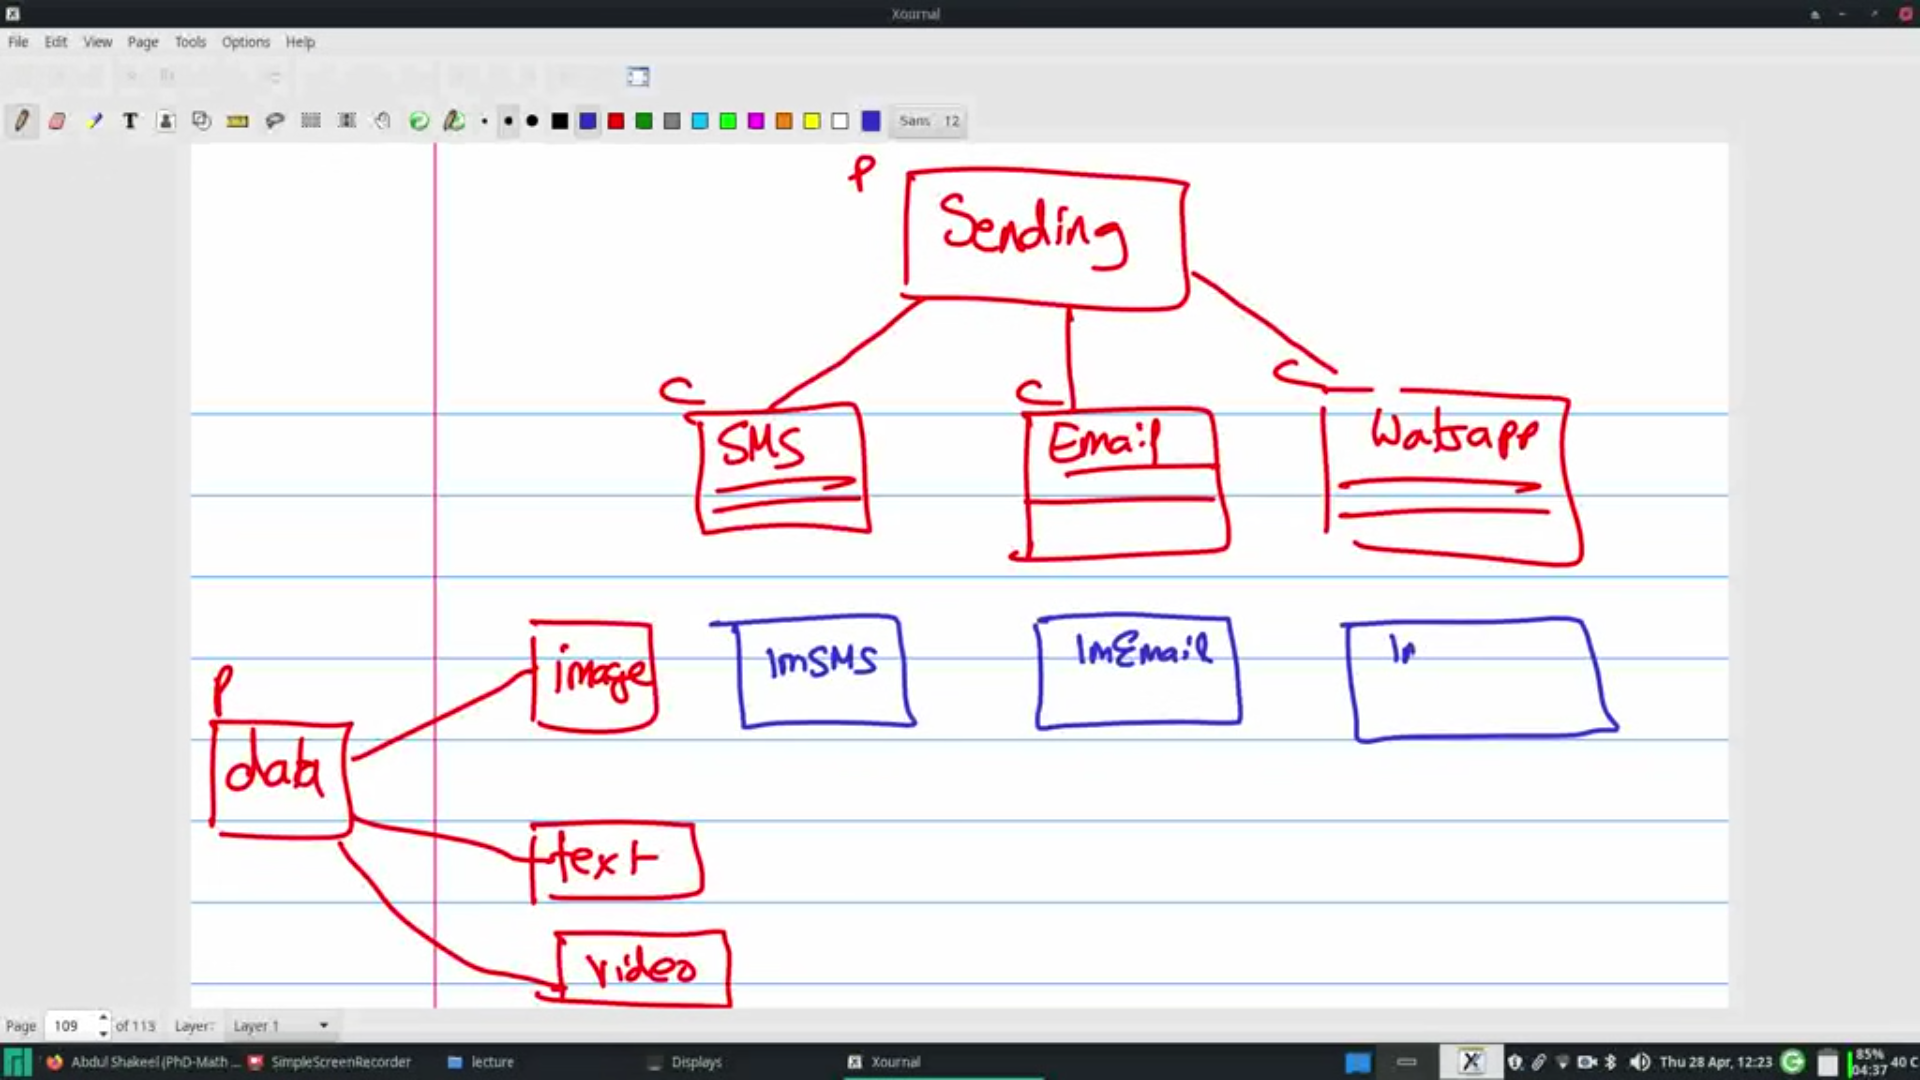 Xournal
File Edit View Page Tools Options Help
T Sans 12
P
Sending
C C C
SMS Email Watsapp
image ImSMS ImEmail Im
P
data
text
video
Page 109 of 113 Layer: Layer 1
Abdul Shakeel (PhD-Math ... SimpleScreenRecorder lecture Displays Xournal Thu 28 Apr, 12:23 85% 04:37 40 C